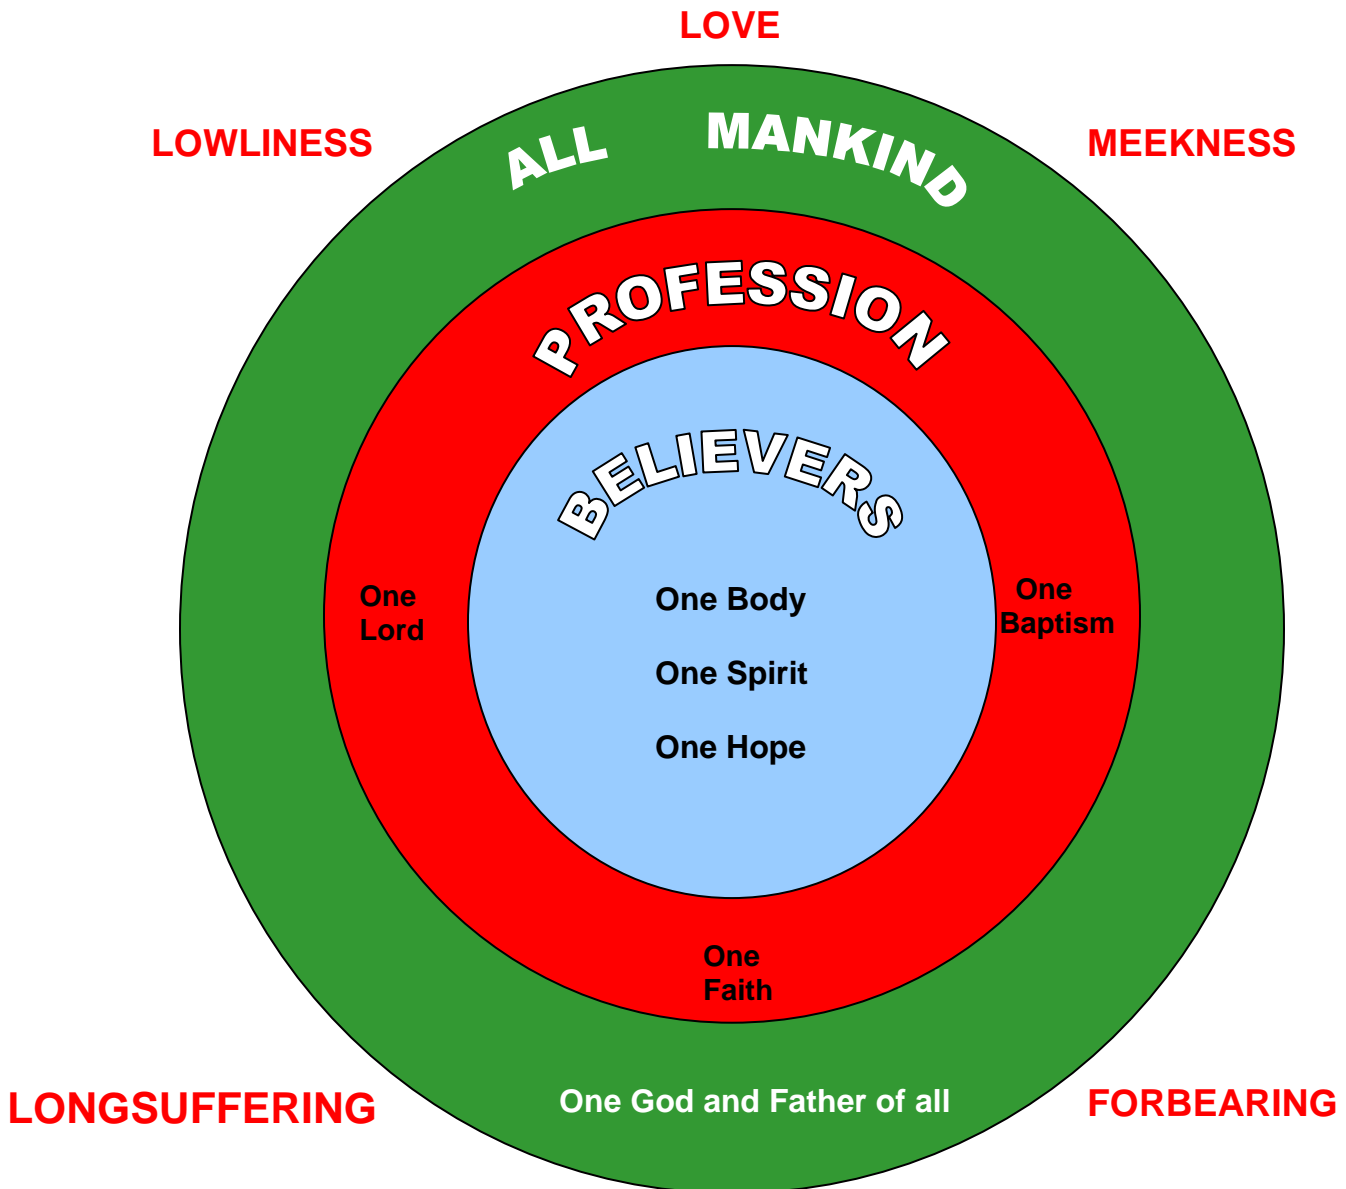 LOVE
LOWLINESS
MEEKNESS
ALL MANKIND
PROFESSION
BELIEVERS
One
Lord
One Body
One Spirit
One Hope
One
Baptism
One
Faith
One God and Father of all
LONGSUFFERING
FORBEARING